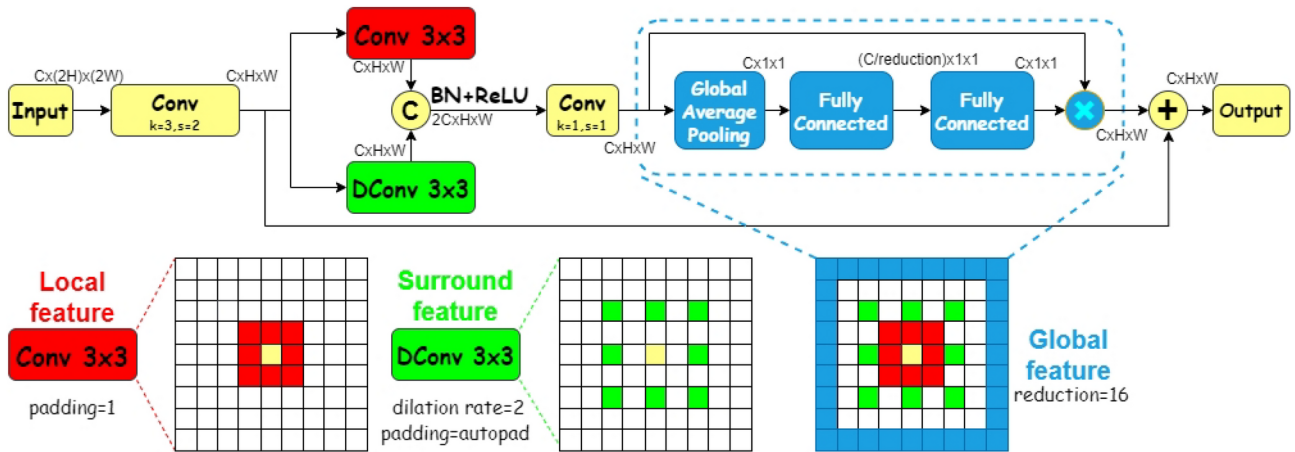 Input
Cx(2H)x(2W)
Conv
k=3,s=2
CxHxW
Conv 3x3
CxHxW
C
BN+ReLU
2CxHxW
CxHxW
DConv 3x3
Conv
k=1,s=1
CxHxW
Global
Average
Pooling
Cx1x1
Fully
Connected
(C/reduction)x1x1
Fully
Connected
Cx1x1
×
CxHxW
+
CxHxW
Output
Local
feature
Conv 3x3
padding=1
Surround
feature
DConv 3x3
dilation rate=2
padding=autopad
Global
feature
reduction=16